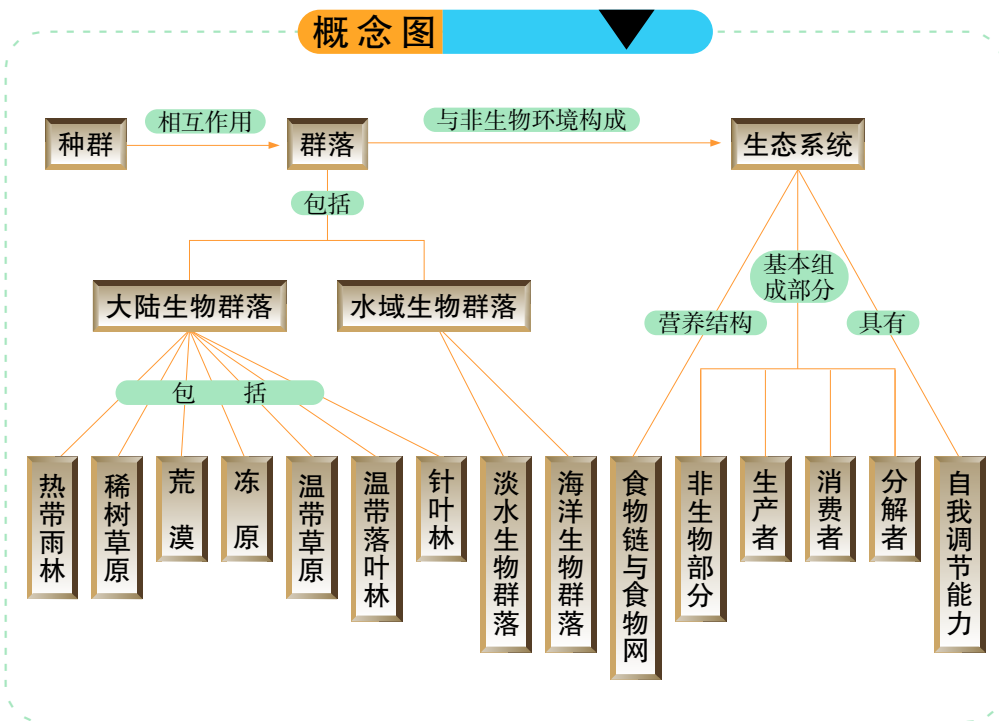 概念图
种群
相互作用
群落
与非生物环境构成
生态系统
包括
大陆生物群落
水域生物群落
营养结构
基本组
成部分
具有
包 括
热带雨林
稀树草原
荒漠
冻原
温带草原
温带落叶林
针叶林
淡水生物群落
海洋生物群落
食物链与食物网
非生物部分
生产者
消费者
分解者
自我调节能力